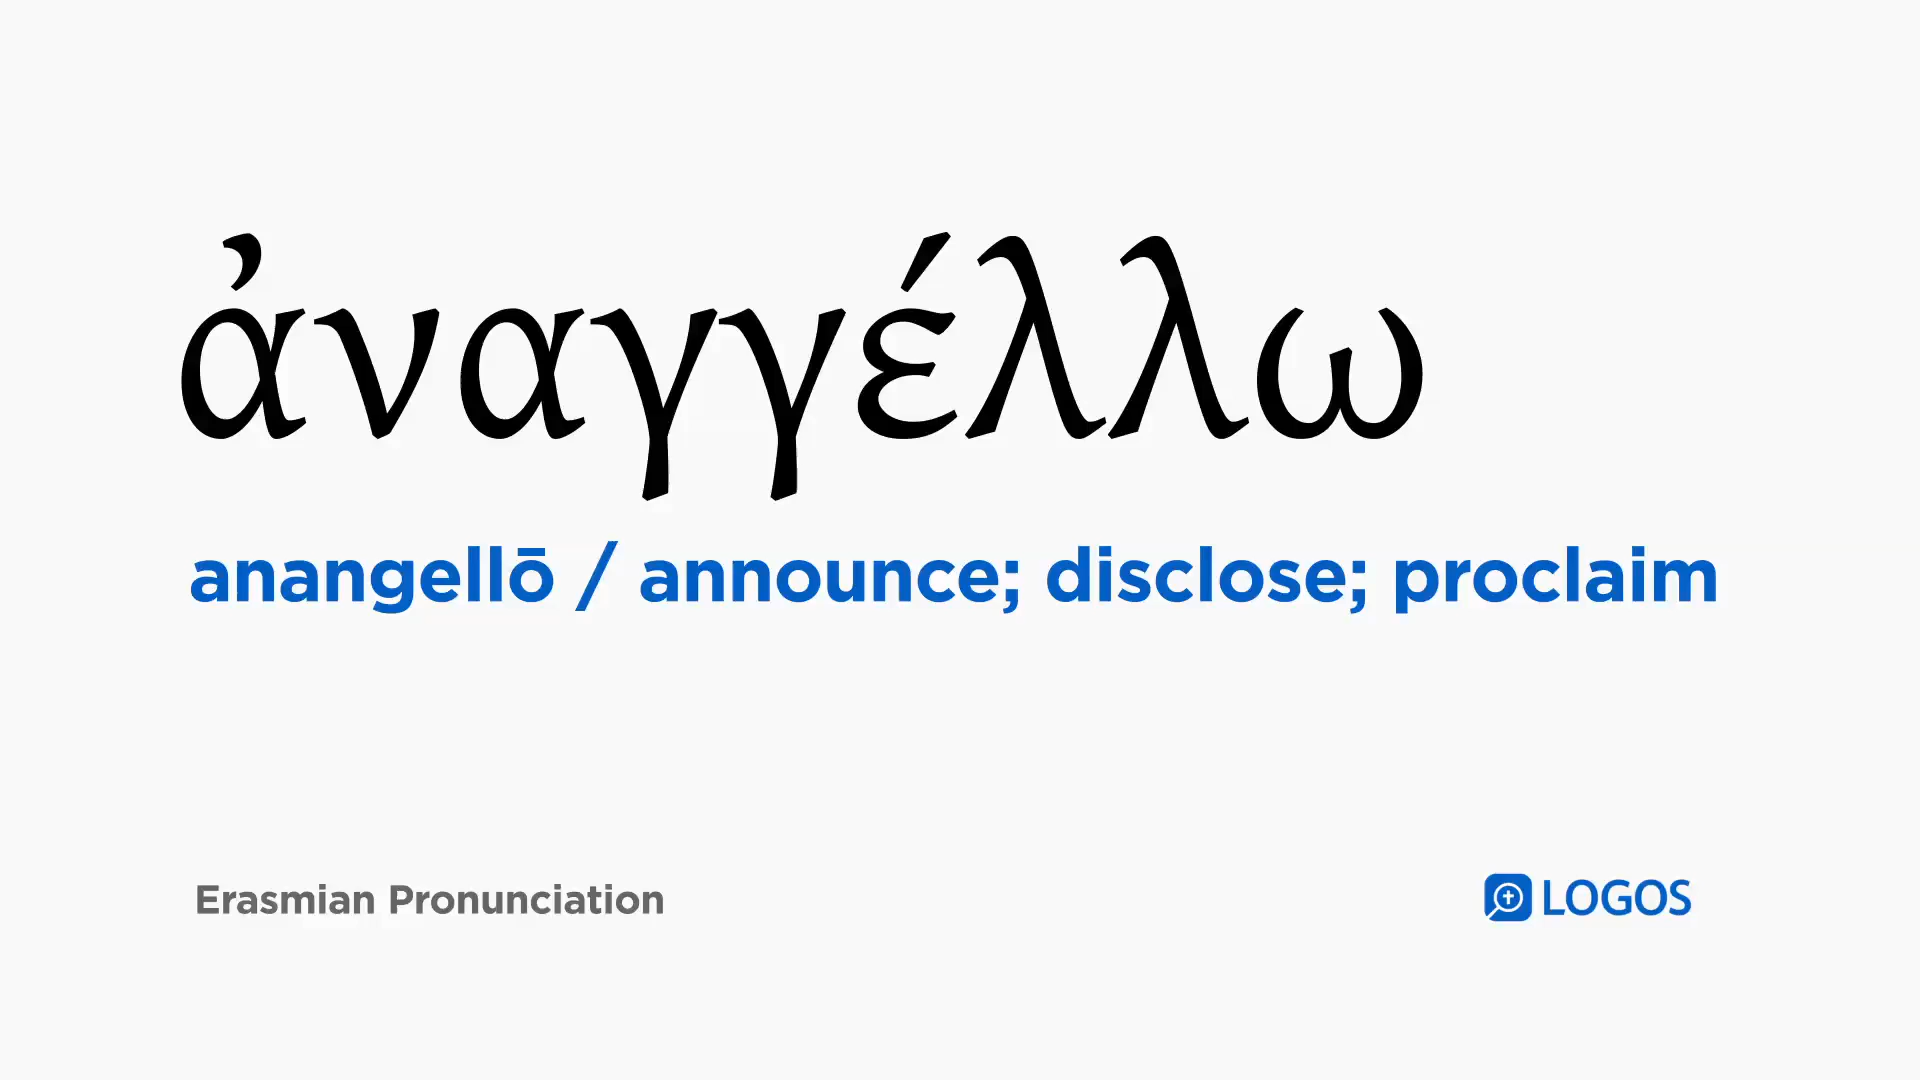 ἀναγγέλλω
anangellō / announce; disclose; proclaim
Erasmian Pronunciation
LOGOS